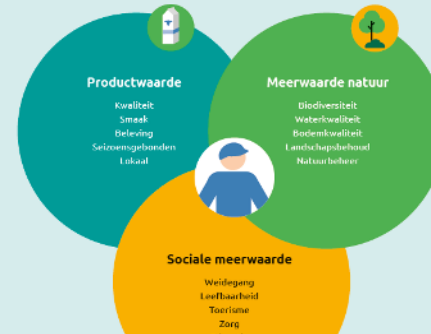 Productwaarde
Kwaliteit
Smaak
Beleving
Seizoensgebonden
Lokaal
Meerwaarde natuur
Biodiversiteit
Waterkwaliteit
Bodemkwaliteit
Landschapsbehoud
Natuurbeheer
Sociale meerwaarde
Weidegang
Leefbaarheid
Toerisme
Zorg